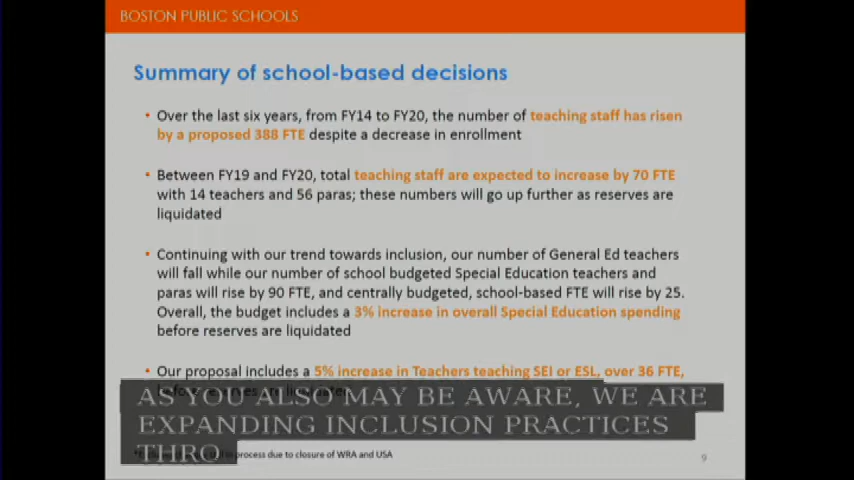 BOSTON PUBLIC SCHOOLS
Summary of school-based decisions
• Over the last six years, from FY14 to FY20, the number of teaching staff has risen
by a proposed 388 FTE despite a decrease in enrollment
• Between FY19 and FY20, total teaching staff are expected to increase by 70 FTE
with 14 teachers and 56 paras; these numbers will go up further as reserves are
liquidated
• Continuing with our trend towards inclusion, our number of General Ed teachers
will fall while our number of school budgeted Special Education teachers and
paras will rise by 90 FTE, and centrally budgeted, school-based FTE will rise by 25.
Overall, the budget includes a 3% increase in overall Special Education spending
before reserves are liquidated
• Our proposal includes a 5% increase in Teachers teaching SEI or ESL, over 36 FTE,
AS YOU ALSO MAY BE AWARE, WE ARE
EXPANDING INCLUSION PRACTICES
THRO
process due to closure of WRA and USA
9